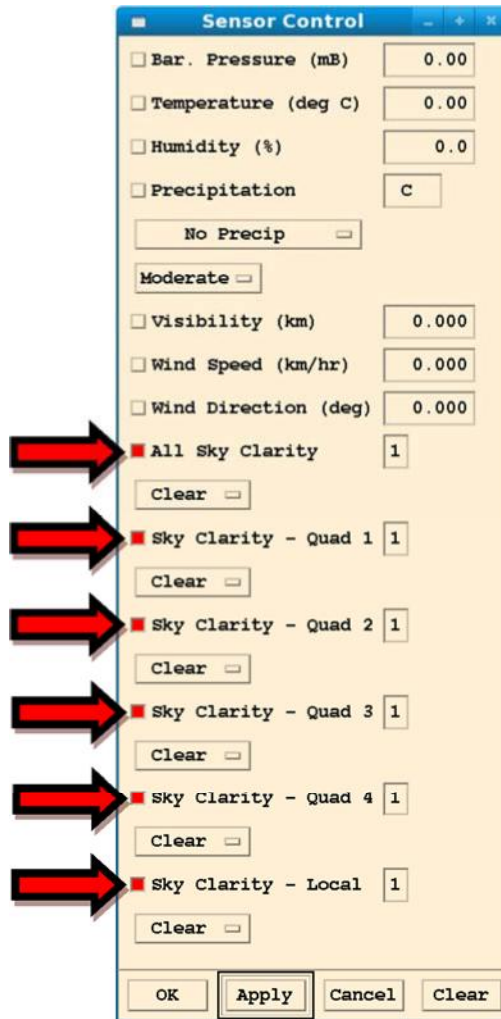 Sensor Control
Bar. Pressure (mB) 0.00
Temperature (deg C) 0.00
Humidity (%) 0.0
Precipitation C
No Precip
Moderate
Visibility (km) 0.000
Wind Speed (km/hr) 0.000
Wind Direction (deg) 0.000
All Sky Clarity 1
Clear
Sky Clarity - Quad 1 1
Clear
Sky Clarity - Quad 2 1
Clear
Sky Clarity - Quad 3 1
Clear
Sky Clarity - Quad 4 1
Clear
Sky Clarity - Local 1
Clear
OK Apply Cancel Clear